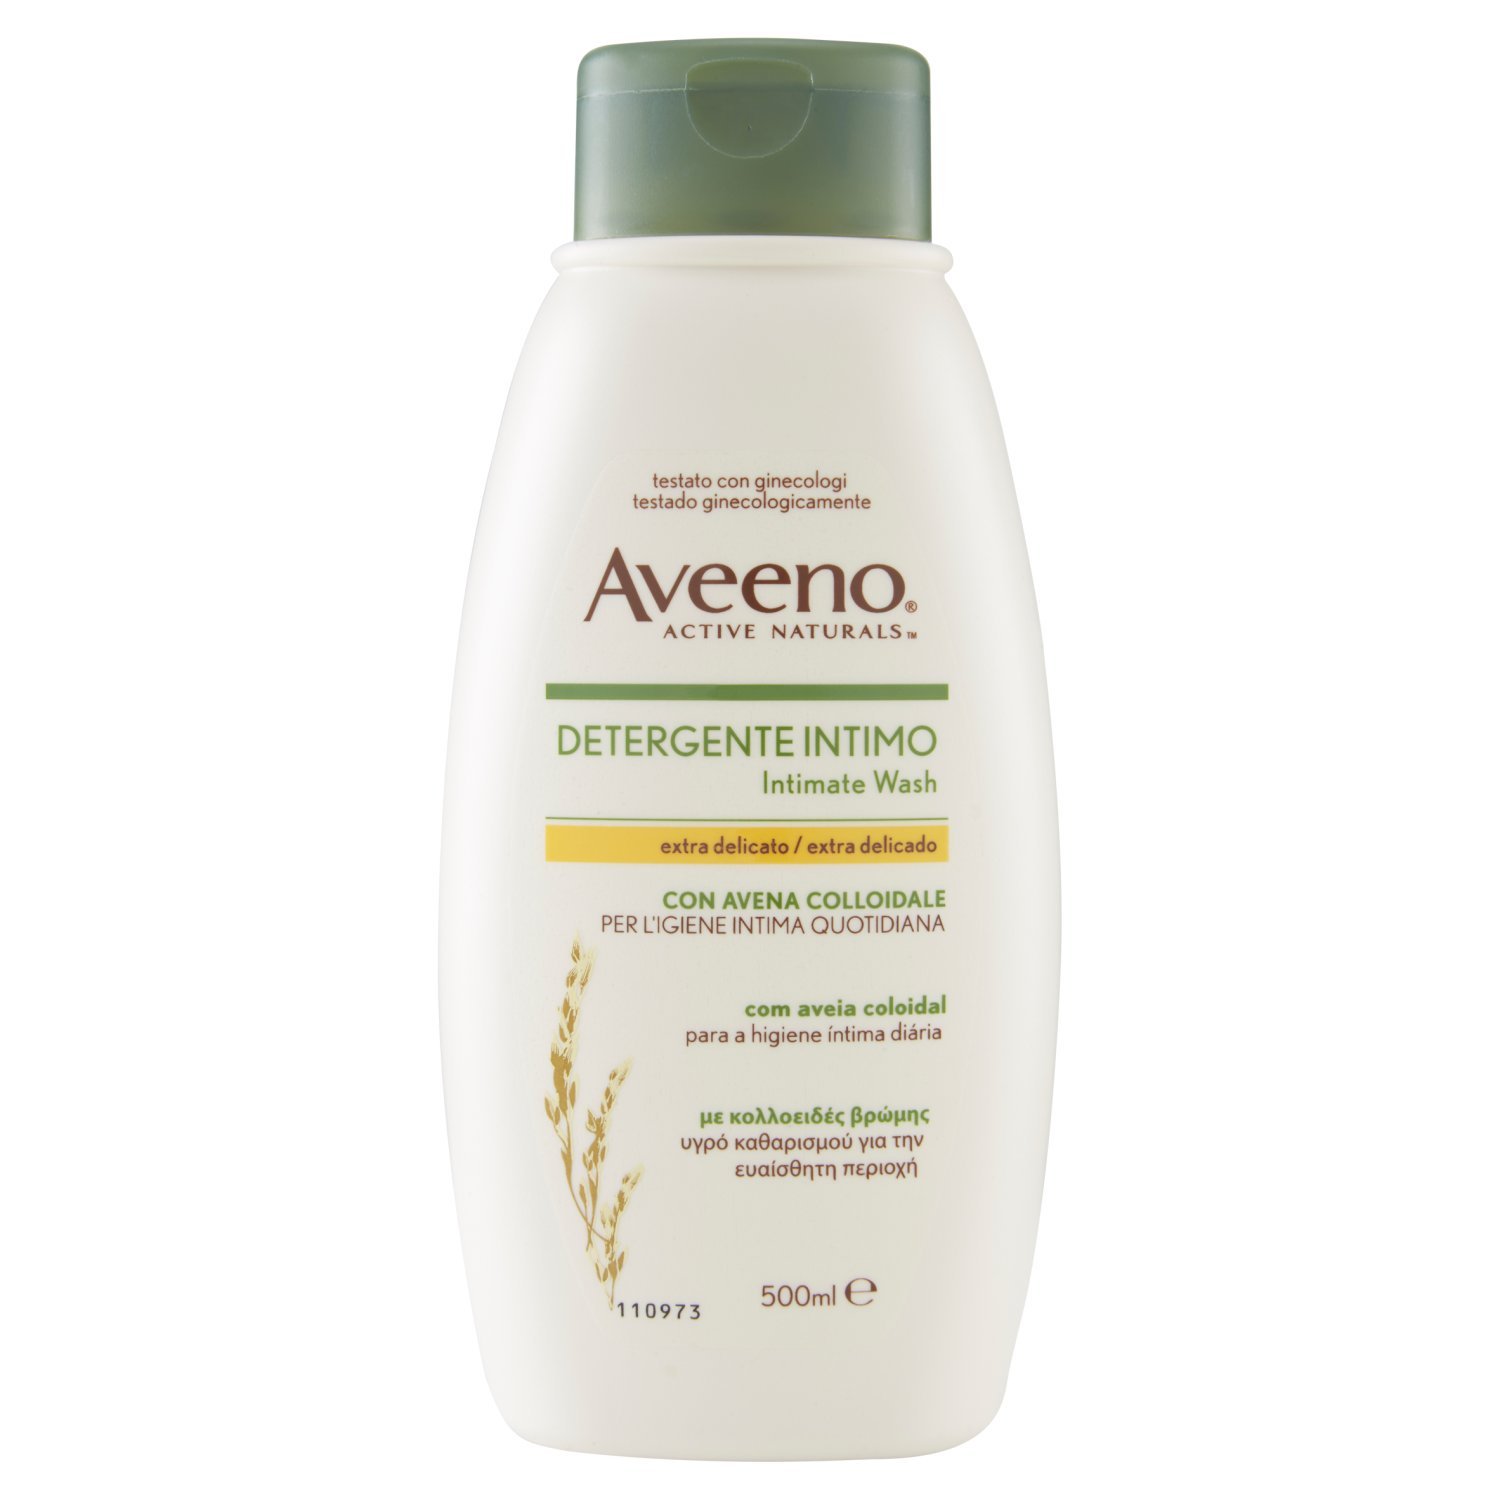 testato con ginecologi
testado ginecologicamente
Aveeno®
ACTIVE NATURALS™
DETERGENTE INTIMO
Intimate Wash
extra delicato / extra delicado
CON AVENA COLLOIDALE
PER L'IGIENE INTIMA QUOTIDIANA
com aveia coloidal
para a higiene íntima diária
με κολλοειδές βρώμης
υγρό καθαρισμού για την
ευαίσθητη περιοχή
500ml ℮
110973